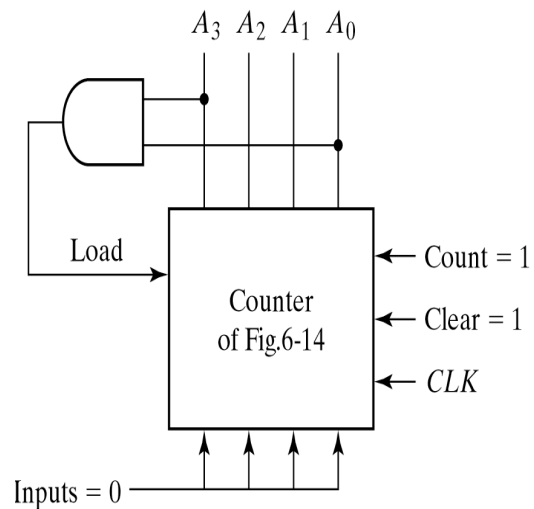 A₃ A₂ A₁ A₀
Load
Count = 1
Counter
of Fig.6-14
Clear = 1
CLK
Inputs = 0